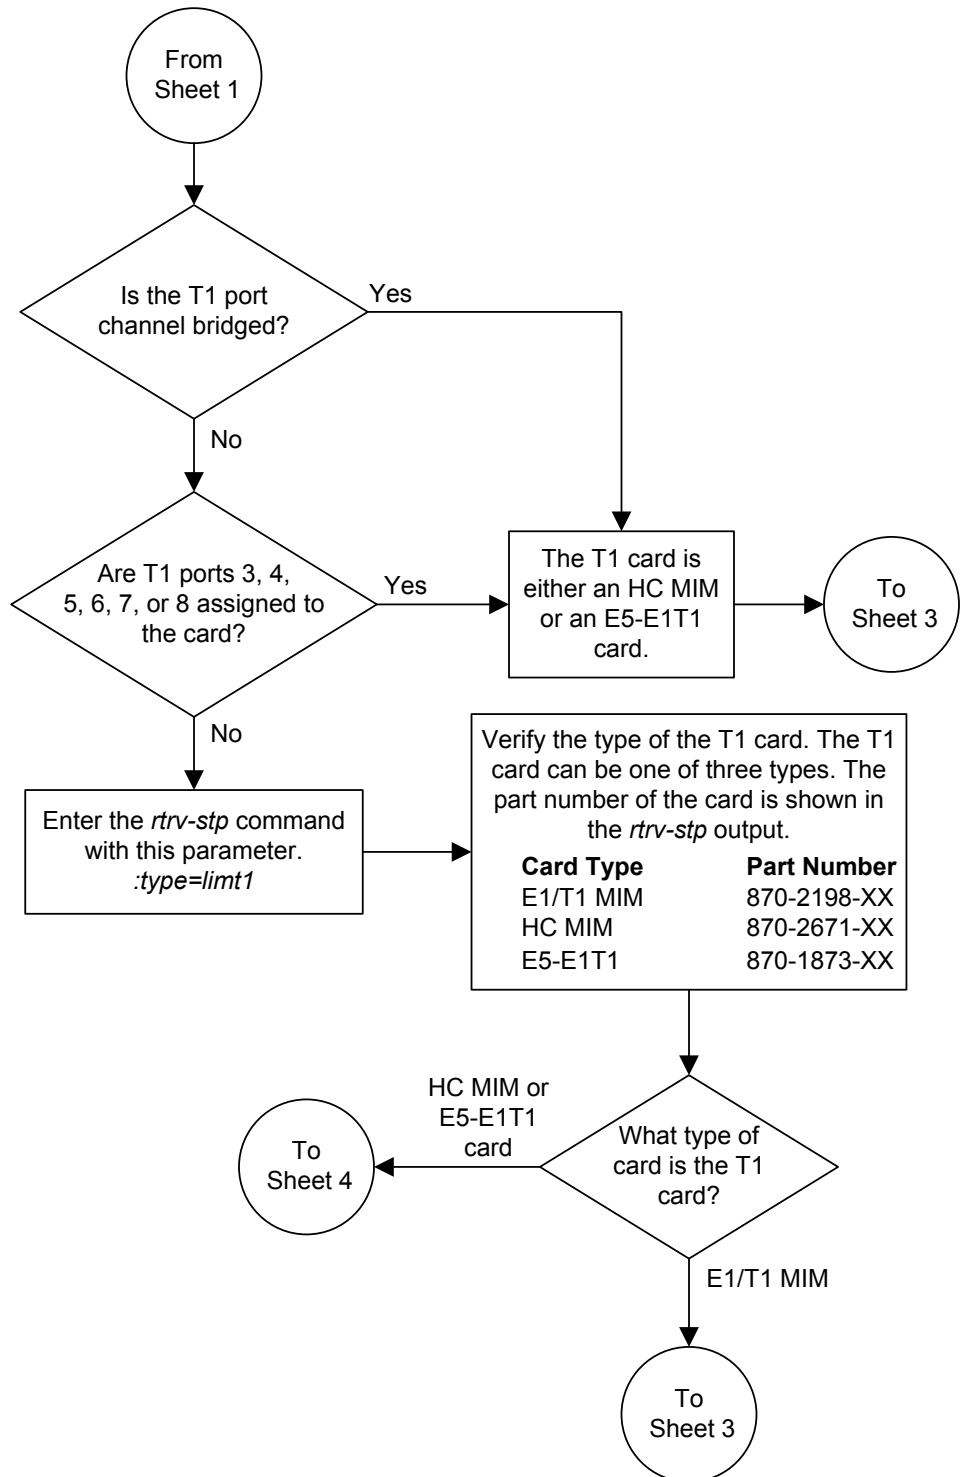 From
Sheet 1
Is the T1 port
channel bridged?
Yes
No
Are T1 ports 3, 4,
5, 6, 7, or 8 assigned to
the card?
Yes
The T1 card is
either an HC MIM
or an E5-E1T1
card.
To
Sheet 3
No
Enter the rtrv-stp command
with this parameter.
:type=limt1
Verify the type of the T1 card. The T1
card can be one of three types. The
part number of the card is shown in
the rtrv-stp output.
Card Type Part Number
E1/T1 MIM 870-2198-XX
HC MIM 870-2671-XX
E5-E1T1 870-1873-XX
What type of
card is the T1
card?
HC MIM or
E5-E1T1
card
To
Sheet 4
E1/T1 MIM
To
Sheet 3